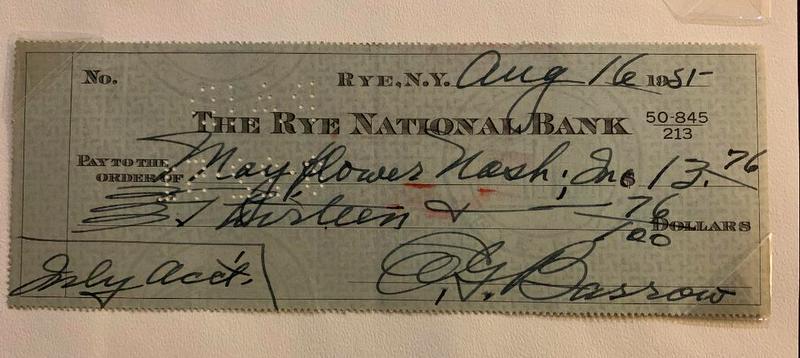 No. RYE, N.Y. Aug 16 1951
THE RYE NATIONAL BANK 50-845
213
PAY TO THE
ORDER OF Mayflower Nash, Inc $13.76
Thirteen & 76/100 DOLLARS
July Acct.
Barrow